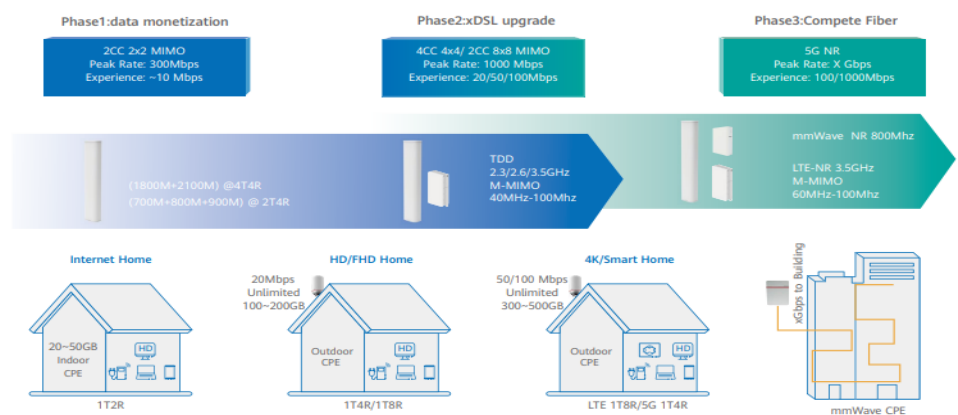 Phase1:data monetization
2CC 2x2 MIMO
Peak Rate: 300Mbps
Experience: ~10 Mbps
Phase2:xDSL upgrade
4CC 4x4/ 2CC 8x8 MIMO
Peak Rate: 1000 Mbps
Experience: 20/50/100Mbps
Phase3:Compete Fiber
5G NR
Peak Rate: X Gbps
Experience: 100/1000Mbps
(1800M+2100M) @4T4R
(700M+800M+900M) @ 2T4R
TDD
2.3/2.6/3.5GHz
M-MIMO
40MHz-100Mhz
mmWave NR 800Mhz
LTE-NR 3.5GHz
M-MIMO
60MHz-100Mhz
Internet Home
20~50GB
Indoor
CPE
HD
1T2R
HD/FHD Home
20Mbps
Unlimited
100~200GB
Outdoor
CPE
HD
1T4R/1T8R
4K/Smart Home
50/100 Mbps
Unlimited
300~500GB
Outdoor
CPE
HD
LTE 1T8R/5G 1T4R
xGbps to Building
mmWave CPE